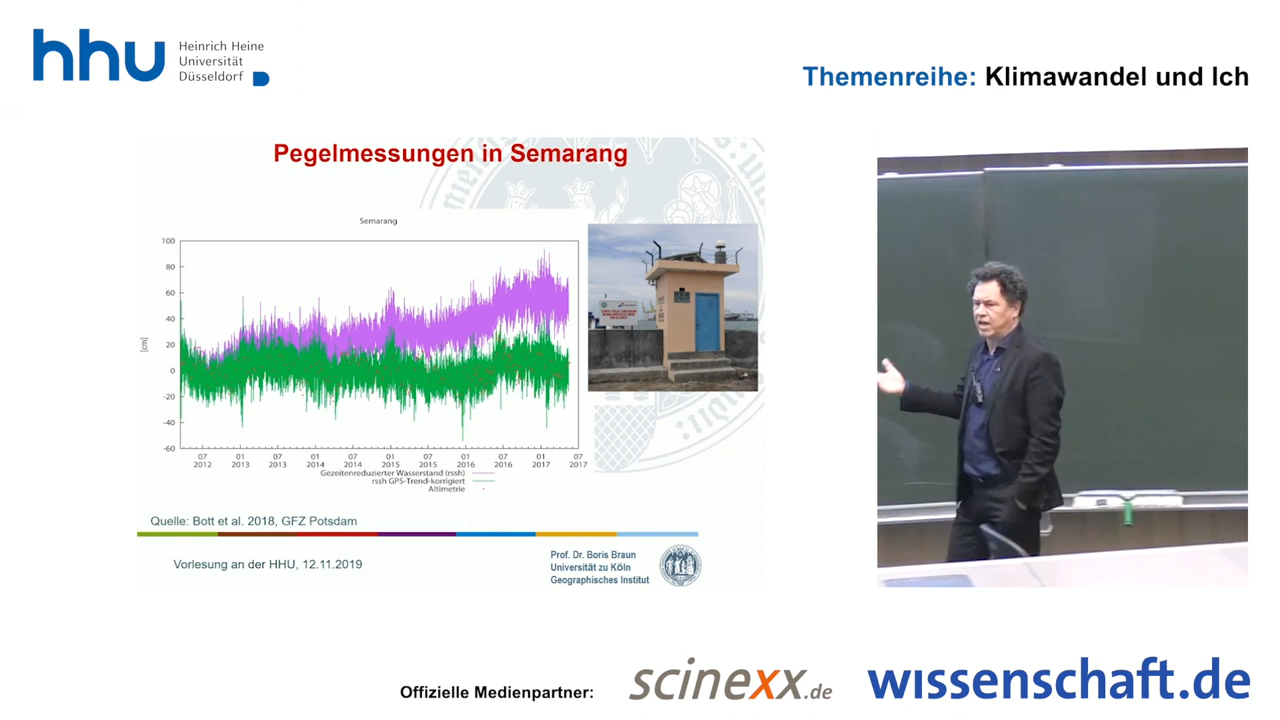 hhu
Heinrich Heine
Universität
Düsseldorf
Themenreihe: Klimawandel und Ich
Pegelmessungen in Semarang
Semarang
100
80
60
40
20
0
-20
-40
-60
[cm]
07 01 07 01 07 01 07 01 07 01 07
2012 2013 2013 2014 2014 2015 2015 2016 2016 2017 2017
Gezeitenreduzierter Wasserstand (rssh)
rssh GPS-Trend-korrigiert
Altimetrie
Quelle: Bott et al. 2018, GFZ Potsdam
Vorlesung an der HHU, 12.11.2019
Prof. Dr. Boris Braun
Universität zu Köln
Geographisches Institut
Offizielle Medienpartner:
scinexx.de
wissenschaft.de